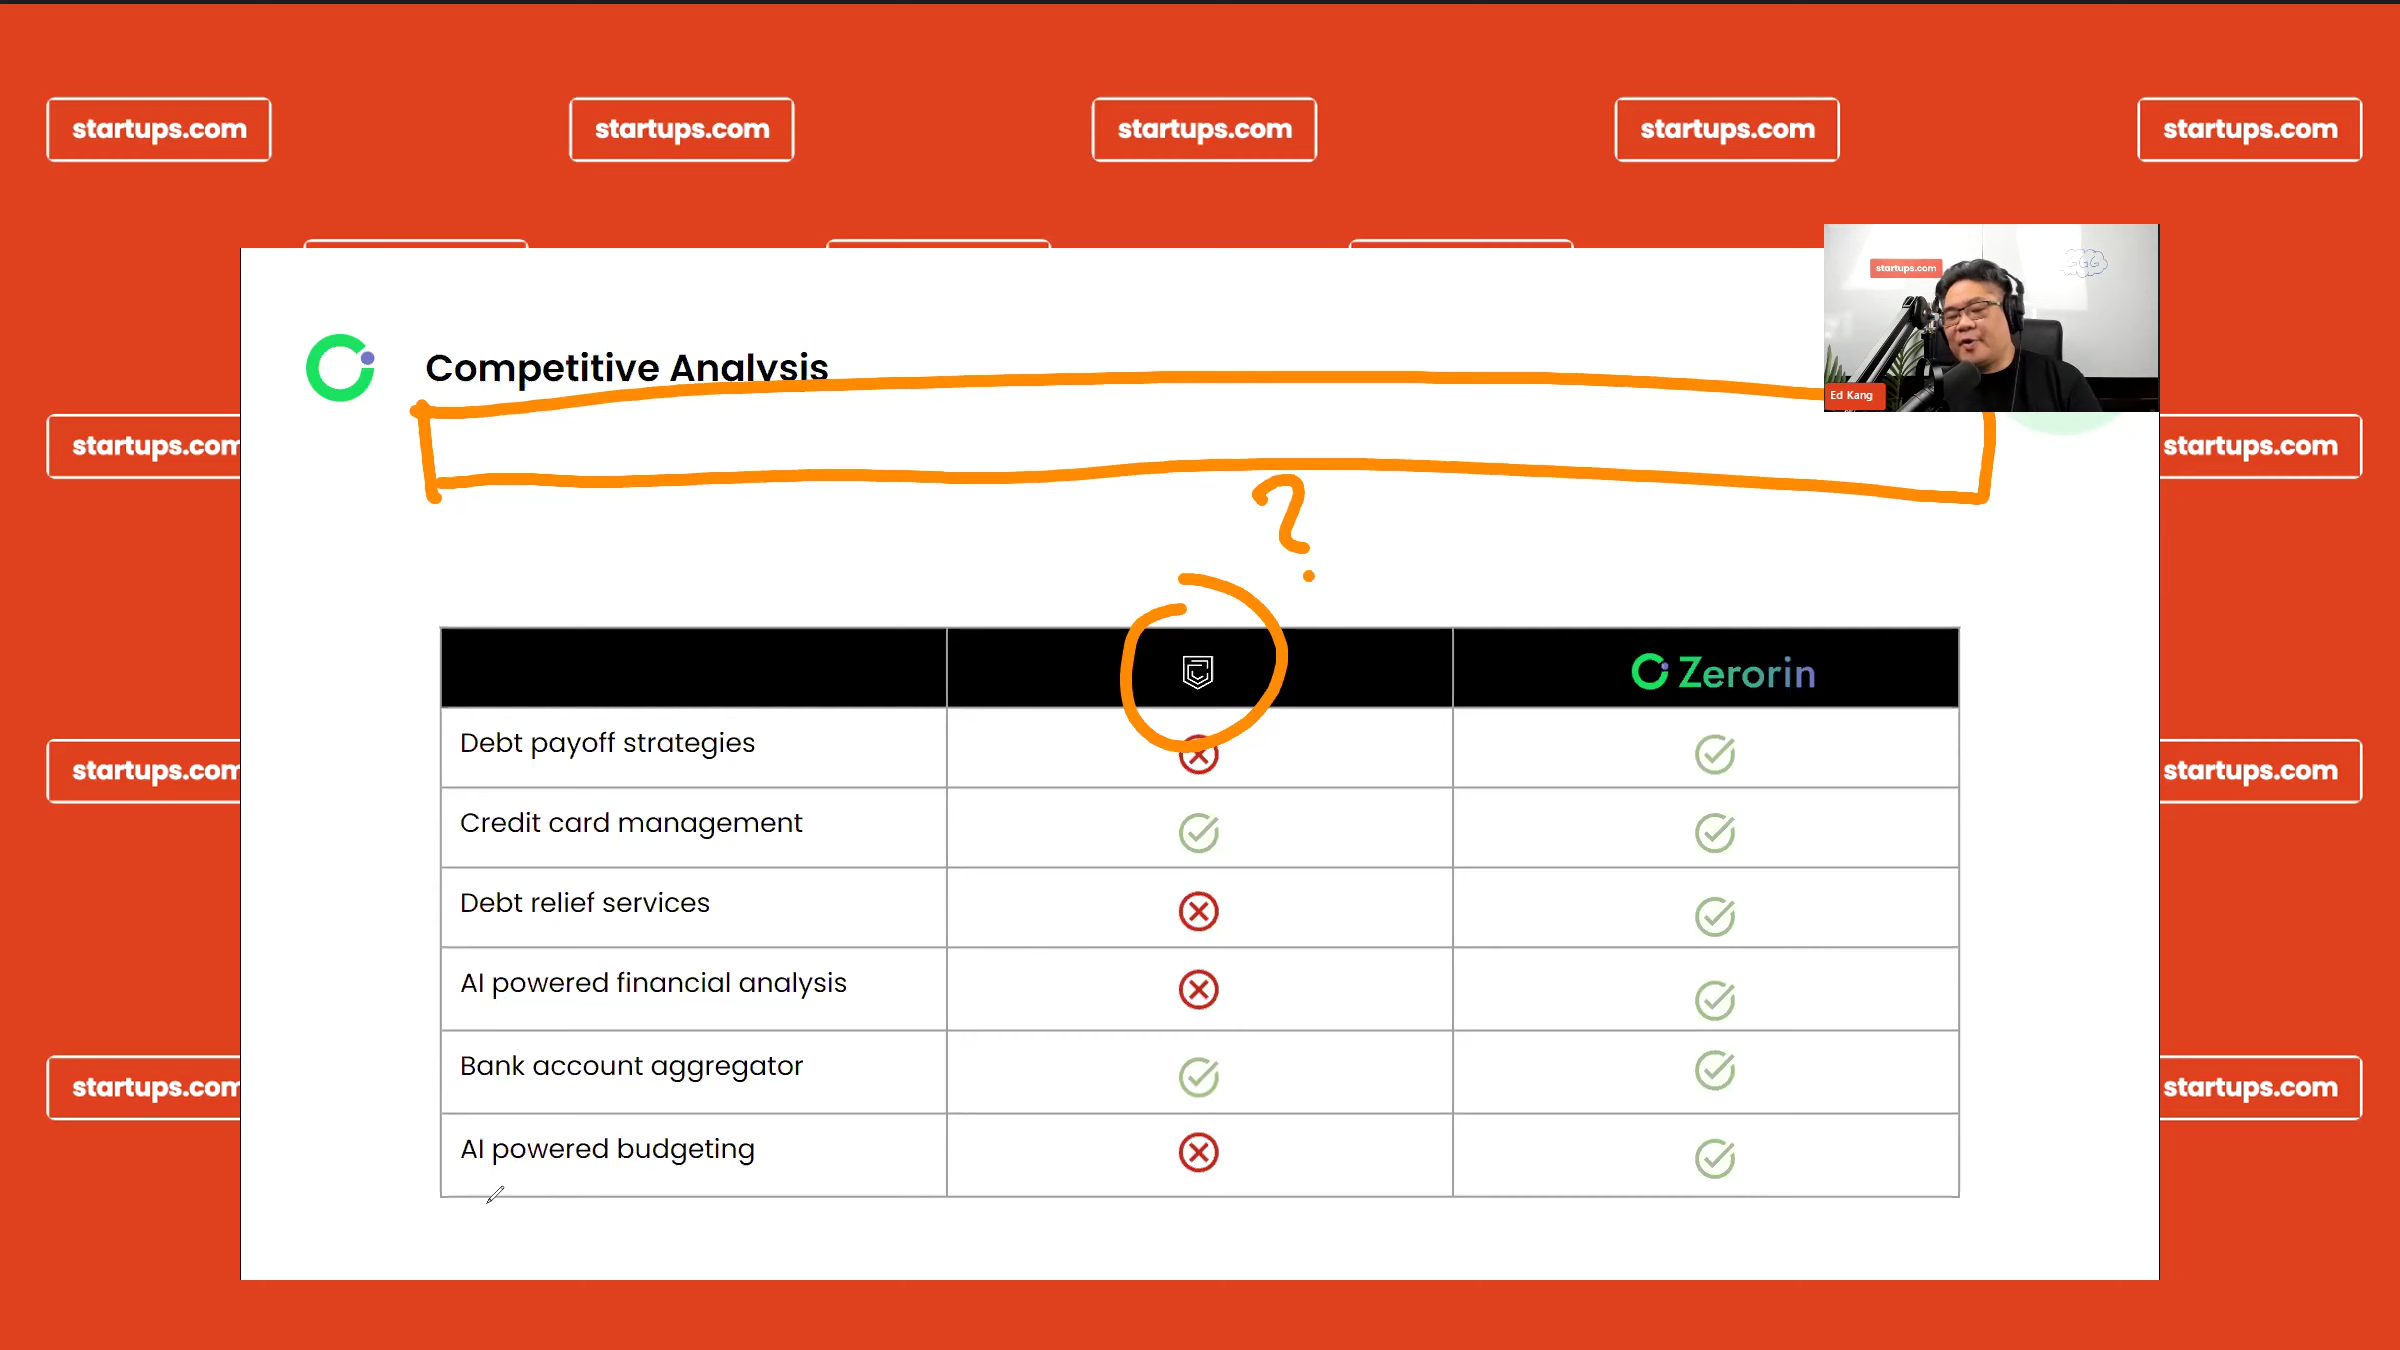 startups.com startups.com startups.com startups.com startups.com
startups.com
Ed Kang
Competitive Analysis
startups.com startups.com
?
Zerorin
Debt payoff strategies
startups.com startups.com
Credit card management
Debt relief services
AI powered financial analysis
Bank account aggregator
startups.com startups.com
AI powered budgeting